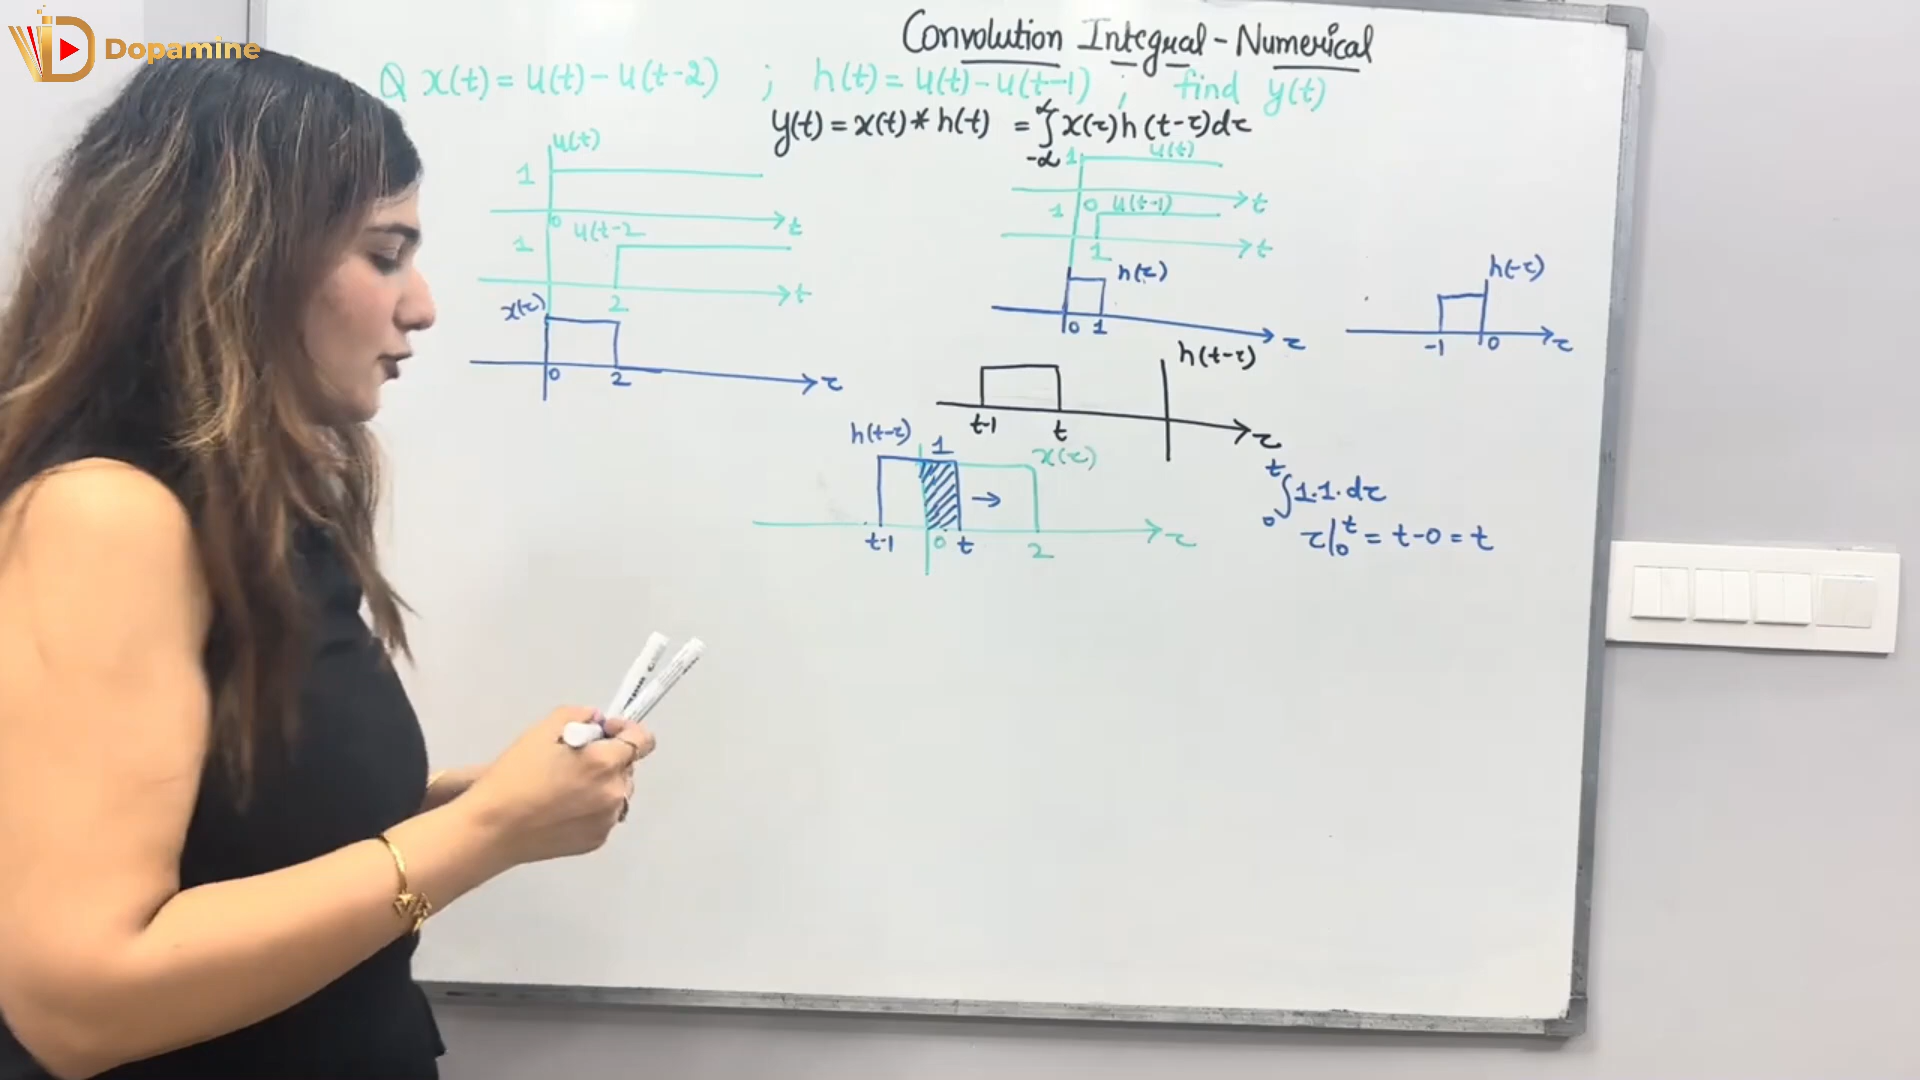 Dopamine
Convolution Integral - Numerical
Q x(t) = u(t) - u(t-2) ; h(t) = u(t) - u(t-1) ; find y(t)
y(t) = x(t) * h(t) = ∫ x(τ) h(t-τ) dτ
α
-α
u(t)
1
0
t
u(t-2
1
2
t
x(τ)
0
2
τ
1
u(t)
0
t
1
u(t-1)
1
t
h(τ)
0 1
τ
h(-τ)
-1
0
τ
h(t-τ)
t-1
t
τ
h(t-τ)
1
x(τ)
t-1
0
t
2
τ
t
∫ 1.1.dτ
0
τ|₀ᵗ = t-0 = t